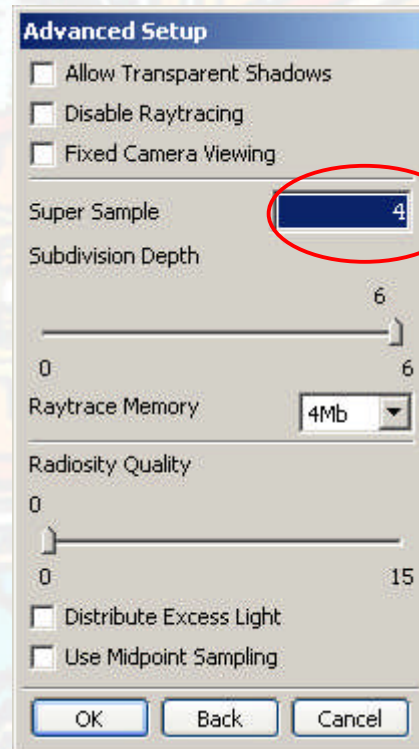 Advanced Setup
Allow Transparent Shadows
Disable Raytracing
Fixed Camera Viewing
Super Sample 4
Subdivision Depth
6
0 6
Raytrace Memory 4Mb
Radiosity Quality
0
0 15
Distribute Excess Light
Use Midpoint Sampling
OK Back Cancel